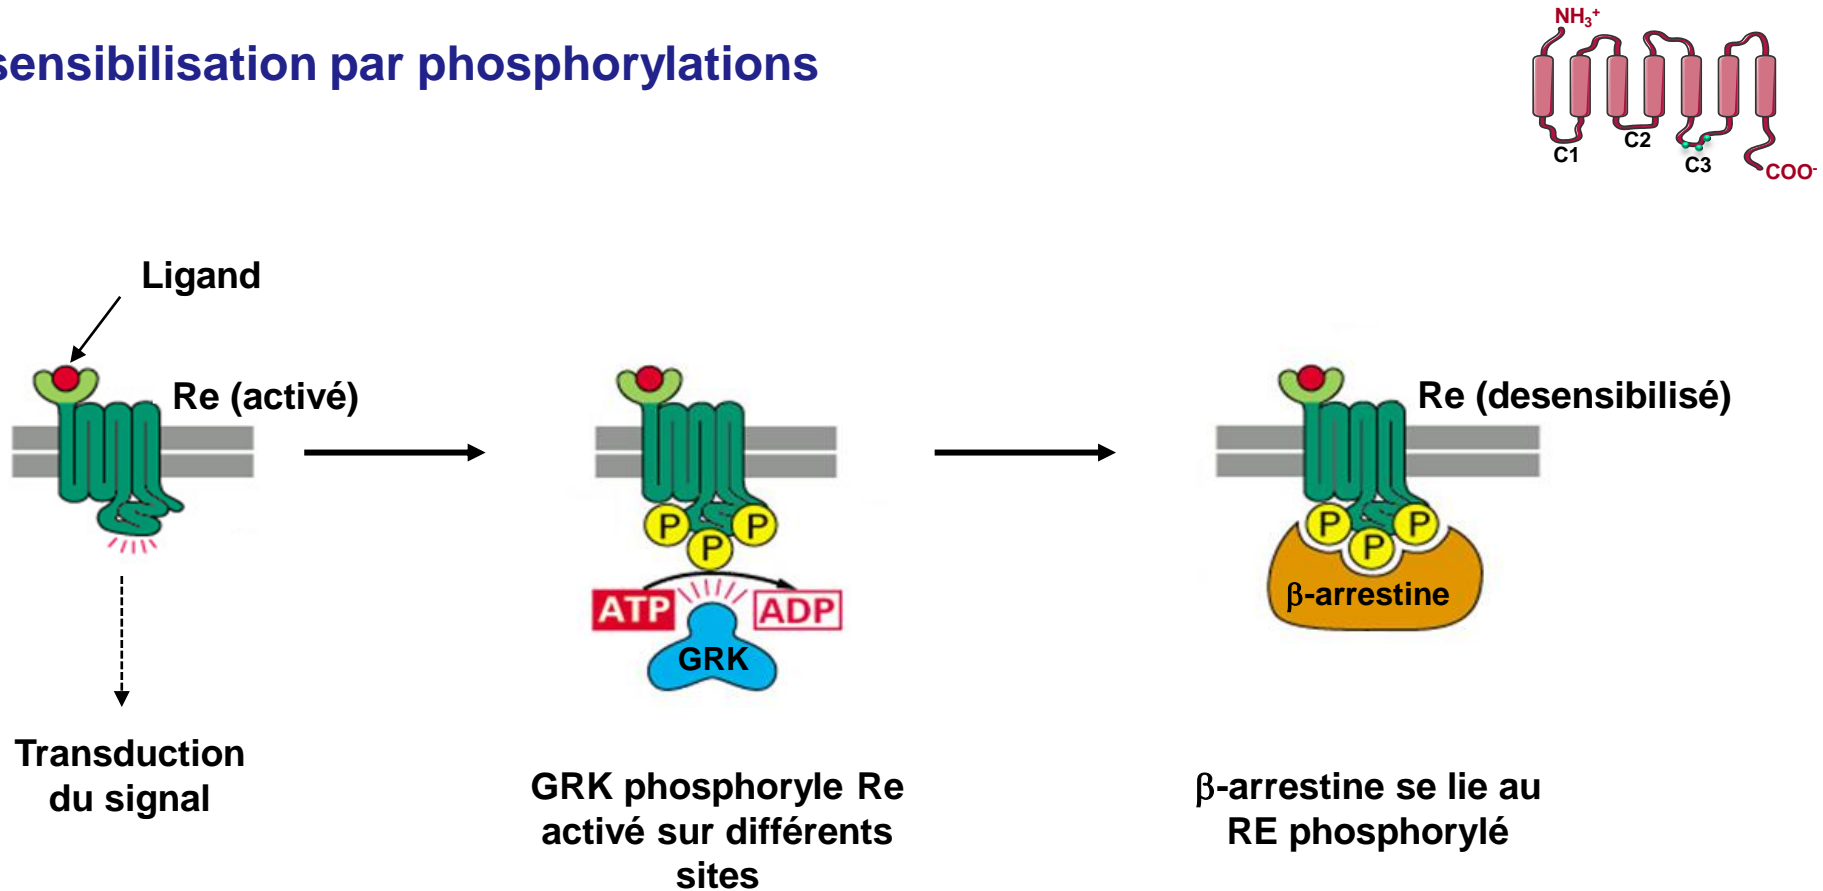 sensibilisation par phosphorylations
NH₃⁺
C1
C2
C3
COO⁻
Ligand
Re (activé)
Re (desensibilisé)
P
P
P
ATP
ADP
GRK
P
P
P
β-arrestine
Transduction
du signal
GRK phosphoryle Re
activé sur différents
sites
β-arrestine se lie au
RE phosphorylé